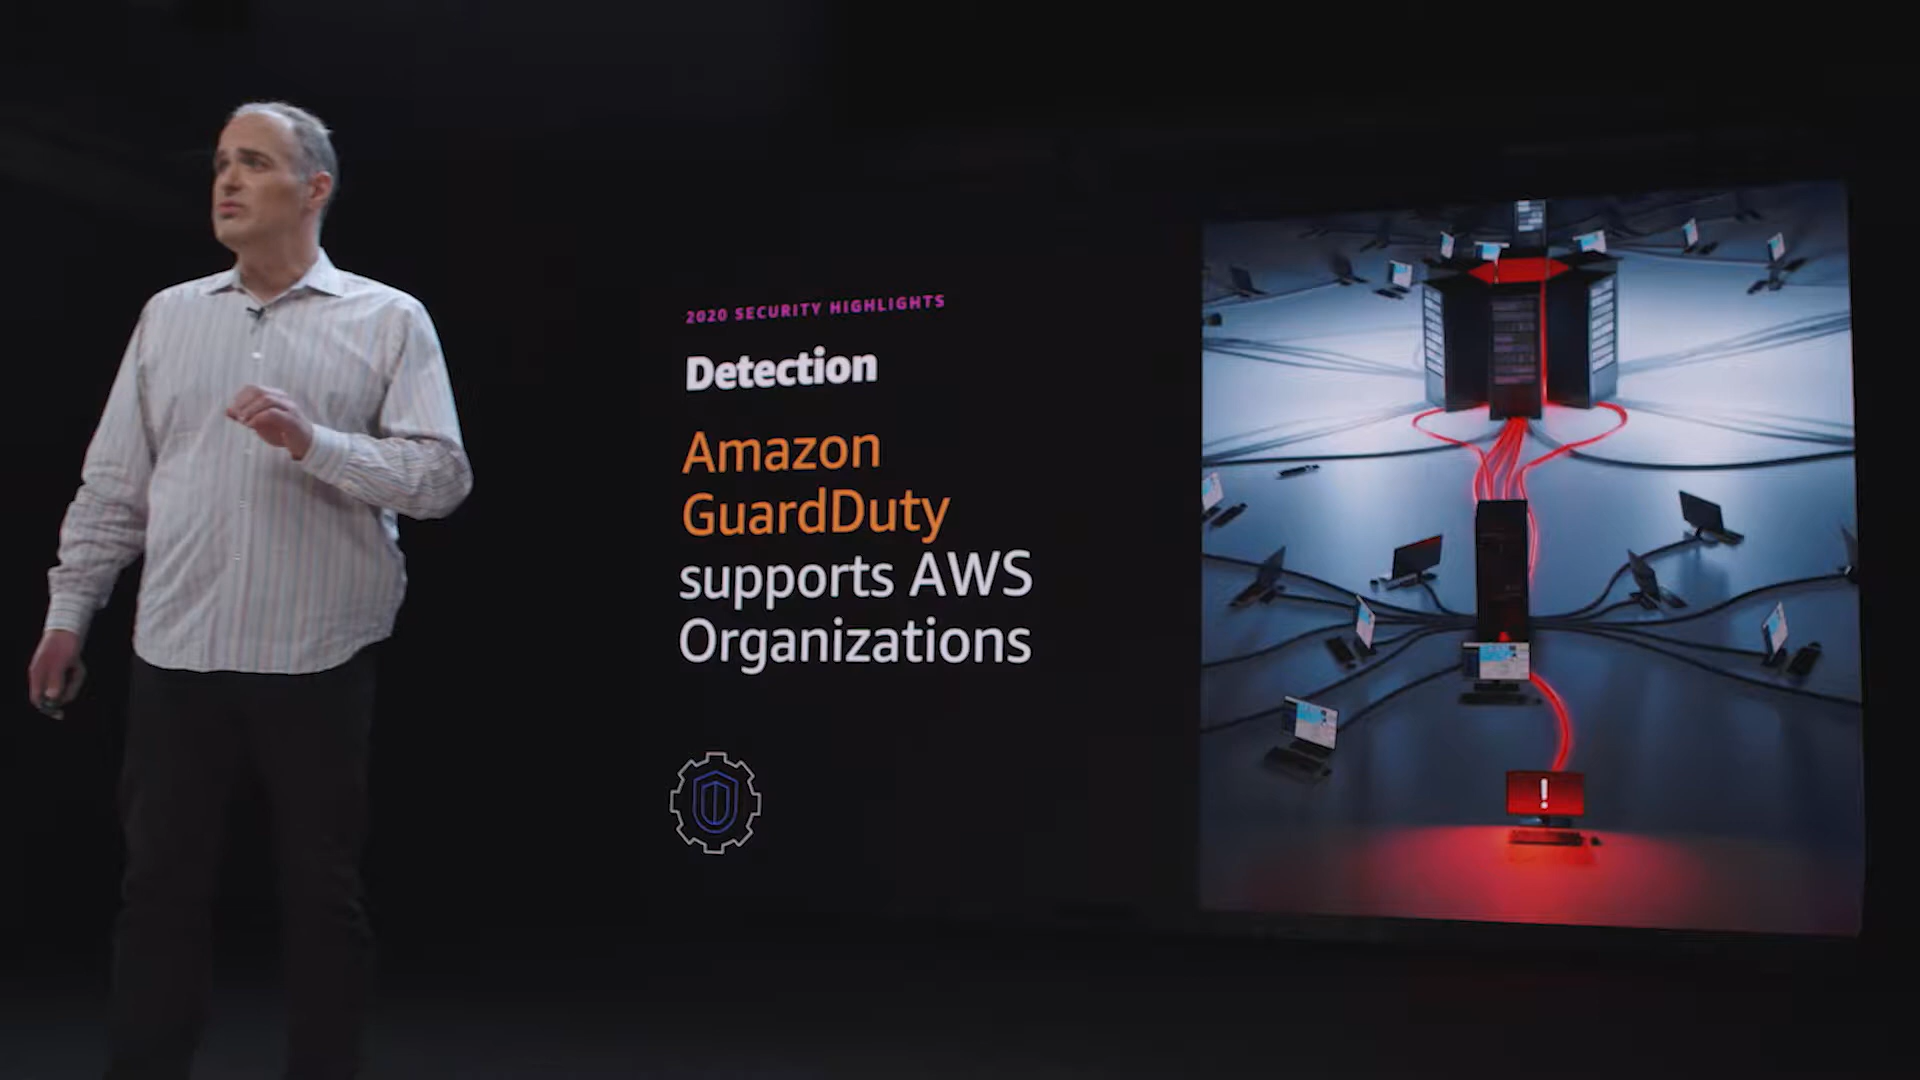 2020 SECURITY HIGHLIGHTS
Detection
Amazon
GuardDuty
supports AWS
Organizations
!